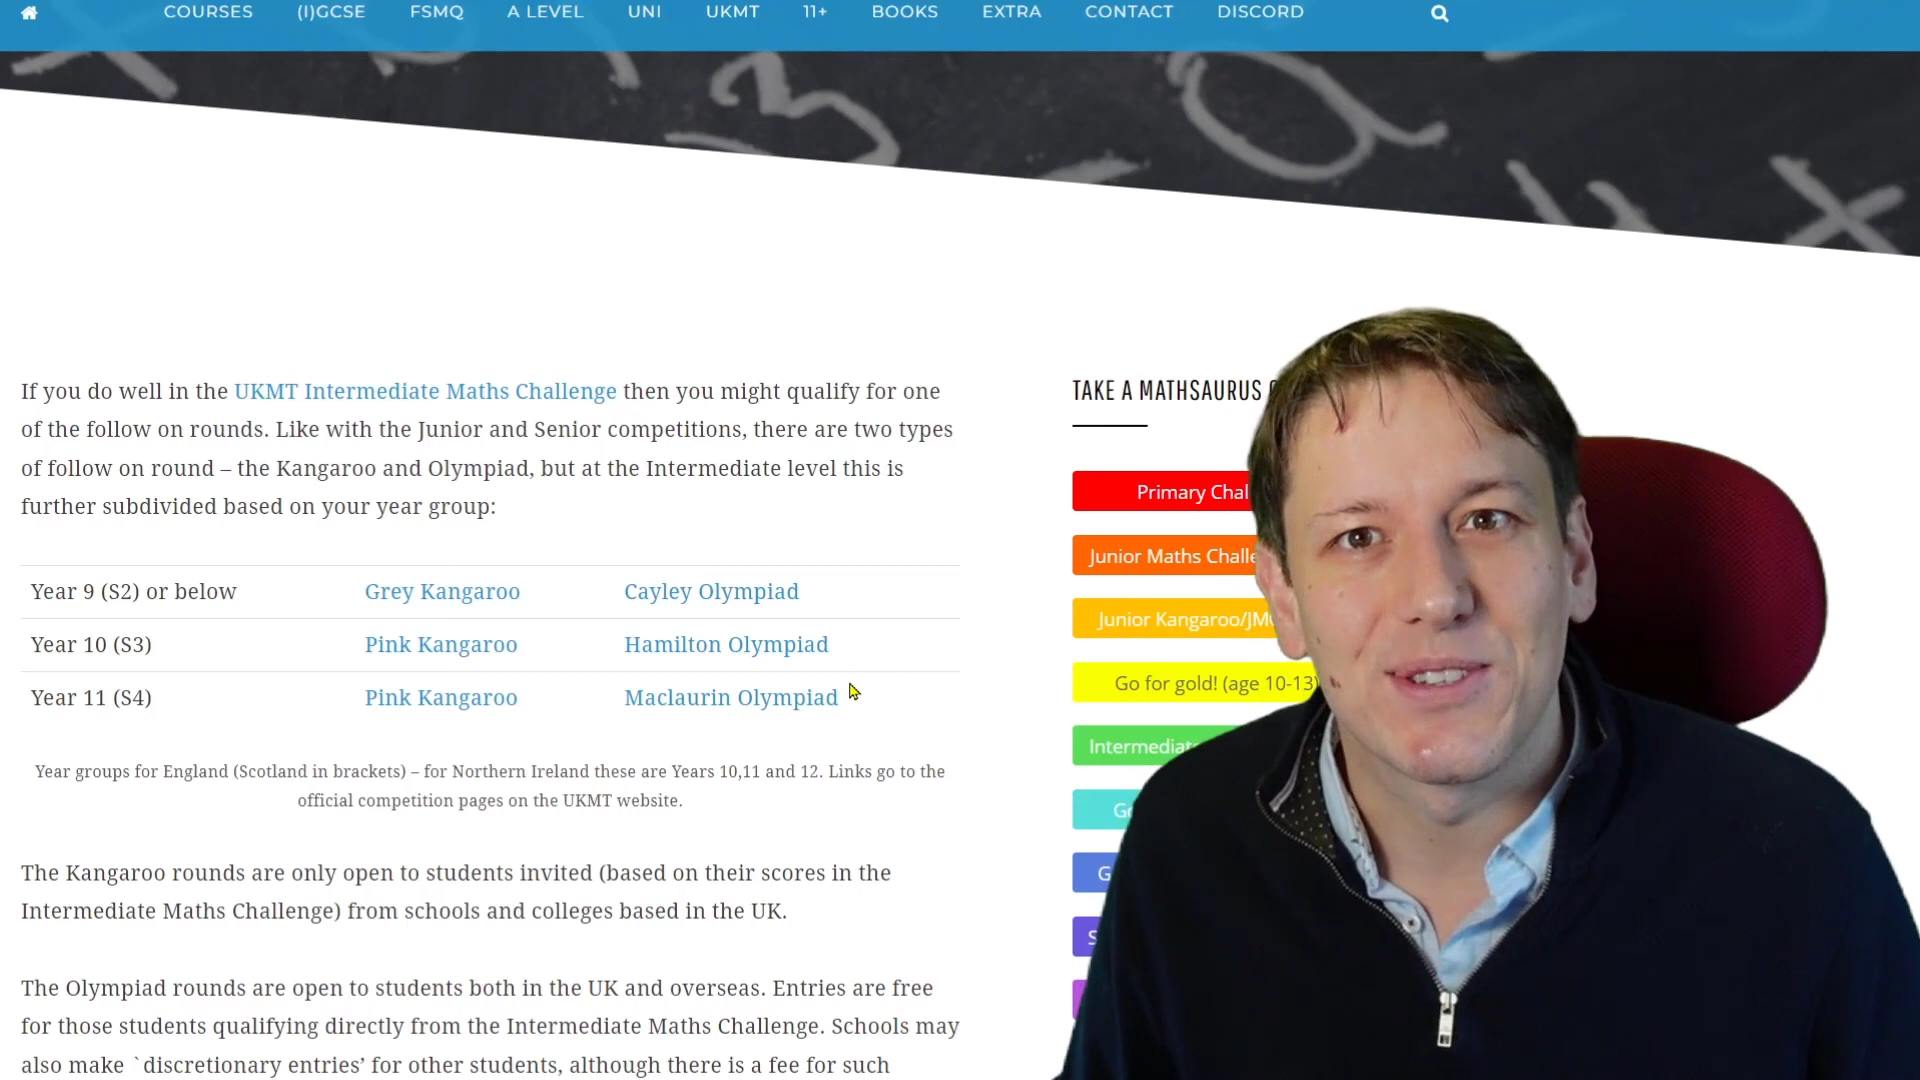 COURSES (I)GCSE FSMQ A LEVEL UNI UKMT 11+ BOOKS EXTRA CONTACT DISCORD
If you do well in the UKMT Intermediate Maths Challenge then you might qualify for one
of the follow on rounds. Like with the Junior and Senior competitions, there are two types
of follow on round – the Kangaroo and Olympiad, but at the Intermediate level this is
further subdivided based on your year group:
Year 9 (S2) or below Grey Kangaroo Cayley Olympiad
Year 10 (S3) Pink Kangaroo Hamilton Olympiad
Year 11 (S4) Pink Kangaroo Maclaurin Olympiad
Year groups for England (Scotland in brackets) – for Northern Ireland these are Years 10,11 and 12. Links go to the
official competition pages on the UKMT website.
The Kangaroo rounds are only open to students invited (based on their scores in the
Intermediate Maths Challenge) from schools and colleges based in the UK.
The Olympiad rounds are open to students both in the UK and overseas. Entries are free
for those students qualifying directly from the Intermediate Maths Challenge. Schools may
also make `discretionary entries’ for other students, although there is a fee for such
TAKE A MATHSAURUS
Primary Chal
Junior Maths Challe
Junior Kangaroo/JM
Go for gold! (age 10-13)
Intermediate
G
S